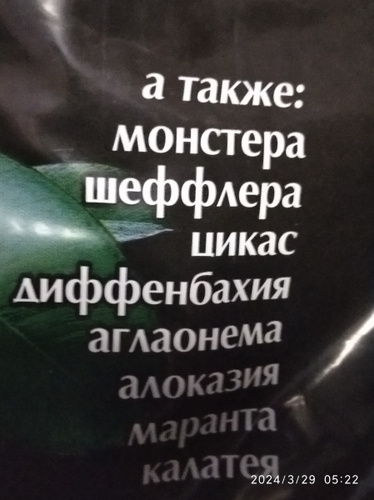 а также:
монстера
шеффлера
цикас
диффенбахия
аглаонема
алоказия
маранта
калатея
2024/3/29 05:22